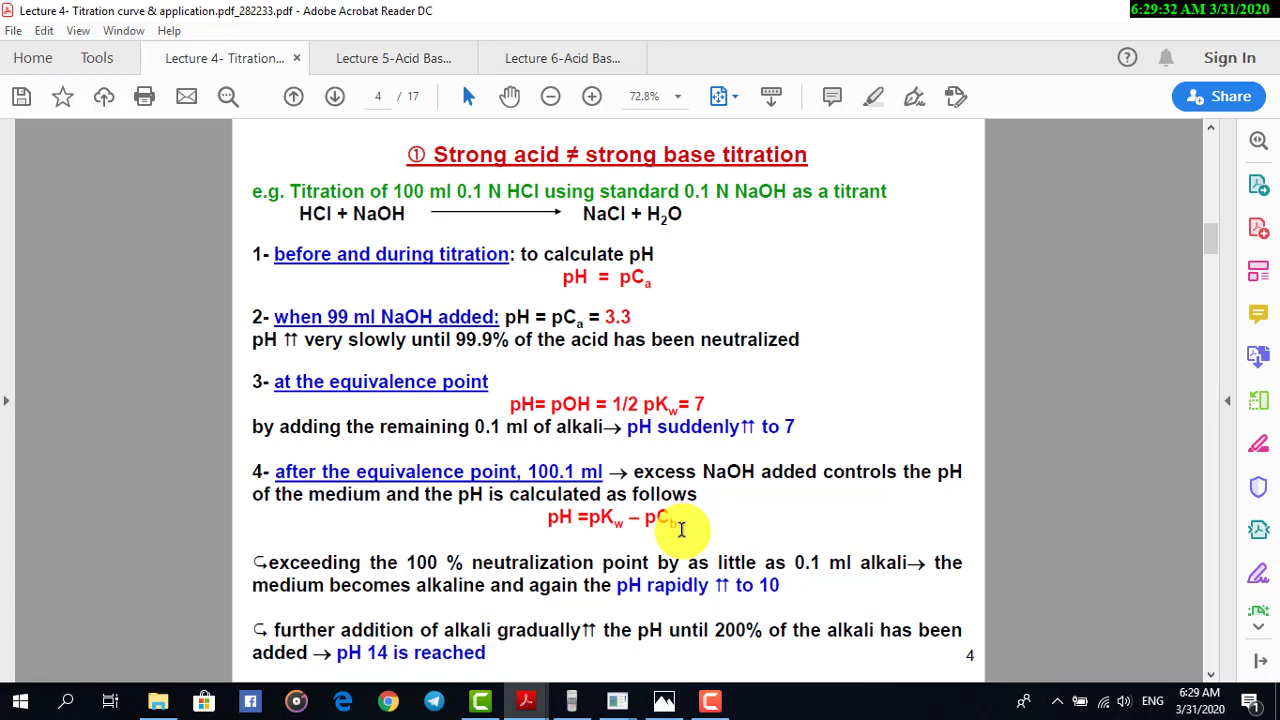 Lecture 4- Titration curve & application.pdf_282233.pdf - Adobe Acrobat Reader DC
6:29:32 AM 3/31/2020
File Edit View Window Help
Home Tools Lecture 4- Titration... × Lecture 5-Acid Bas... Lecture 6-Acid Bas... Sign In
4 / 17 72.8% Share
① Strong acid ≠ strong base titration
e.g. Titration of 100 ml 0.1 N HCl using standard 0.1 N NaOH as a titrant
HCl + NaOH ⟶ NaCl + H₂O
1- before and during titration: to calculate pH
pH = pCₐ
2- when 99 ml NaOH added: pH = pCₐ = 3.3
pH ⇈ very slowly until 99.9% of the acid has been neutralized
3- at the equivalence point
pH= pOH = 1/2 pKw= 7
by adding the remaining 0.1 ml of alkali→ pH suddenly⇈ to 7
4- after the equivalence point, 100.1 ml → excess NaOH added controls the pH
of the medium and the pH is calculated as follows
pH =pKw – pCb
⤷exceeding the 100 % neutralization point by as little as 0.1 ml alkali→ the
medium becomes alkaline and again the pH rapidly ⇈ to 10
⤷ further addition of alkali gradually⇈ the pH until 200% of the alkali has been
added → pH 14 is reached
4
ENG
6:29 AM
3/31/2020
1